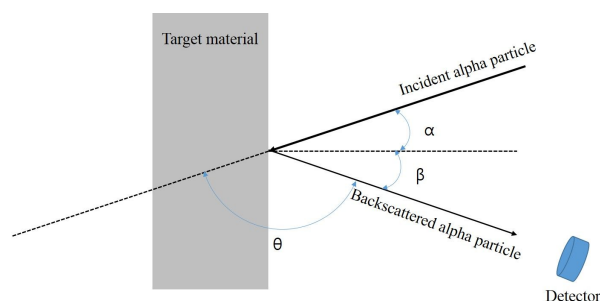 Target material
Incident alpha particle
α
β
Backscattered alpha particle
θ
Detector